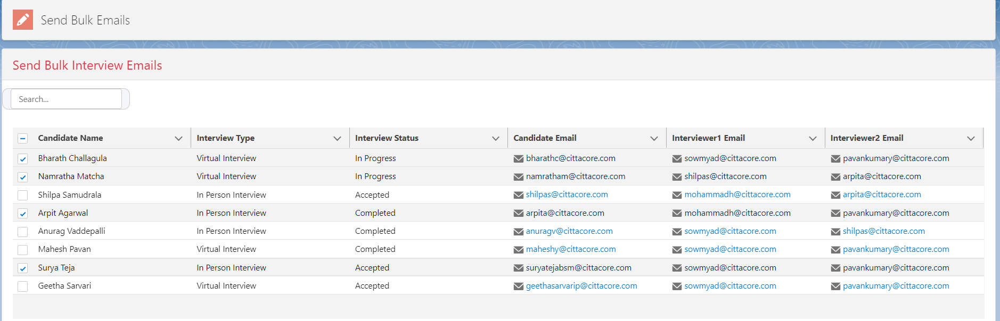 Send Bulk Emails
Send Bulk Interview Emails
Search...
Candidate Name Interview Type Interview Status Candidate Email Interviewer1 Email Interviewer2 Email
Bharath Challagula Virtual Interview In Progress bharathc@cittacore.com sowmyad@cittacore.com pavankumary@cittacore.com
Namratha Matcha Virtual Interview In Progress namratham@cittacore.com shilpas@cittacore.com arpita@cittacore.com
Shilpa Samudrala In Person Interview Accepted shilpas@cittacore.com mohammadh@cittacore.com arpita@cittacore.com
Arpit Agarwal In Person Interview Completed arpita@cittacore.com mohammadh@cittacore.com pavankumary@cittacore.com
Anurag Vaddepalli In Person Interview Completed anuragv@cittacore.com sowmyad@cittacore.com shilpas@cittacore.com
Mahesh Pavan Virtual Interview Completed maheshy@cittacore.com sowmyad@cittacore.com pavankumary@cittacore.com
Surya Teja In Person Interview Accepted suryatejabsm@cittacore.com sowmyad@cittacore.com pavankumary@cittacore.com
Geetha Sarvari Virtual Interview Accepted geethasarvarip@cittacore.com sowmyad@cittacore.com pavankumary@cittacore.com